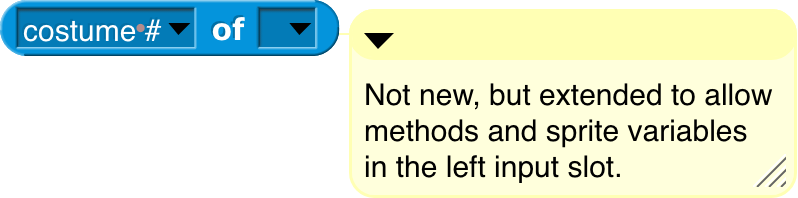 costume # of
Not new, but extended to allow
methods and sprite variables
in the left input slot.